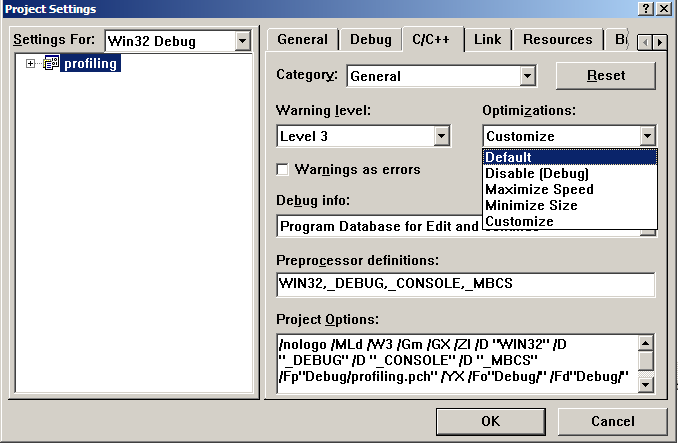 Project Settings
Settings For:
Win32 Debug
profiling
General
Debug
C/C++
Link
Resources
Category:
General
Reset
Warning level:
Optimizations:
Level 3
Customize
Default
Disable (Debug)
Maximize Speed
Minimize Size
Customize
Warnings as errors
Debug info:
Program Database for Edit and
Preprocessor definitions:
WIN32,_DEBUG,_CONSOLE,_MBCS
Project Options:
/nologo /MLd /W3 /Gm /GX /ZI /D "WIN32" /D
"_DEBUG" /D "_CONSOLE" /D "_MBCS"
/Fp"Debug/profiling.pch" /YX /Fo"Debug/" /Fd"Debug/"
OK
Cancel